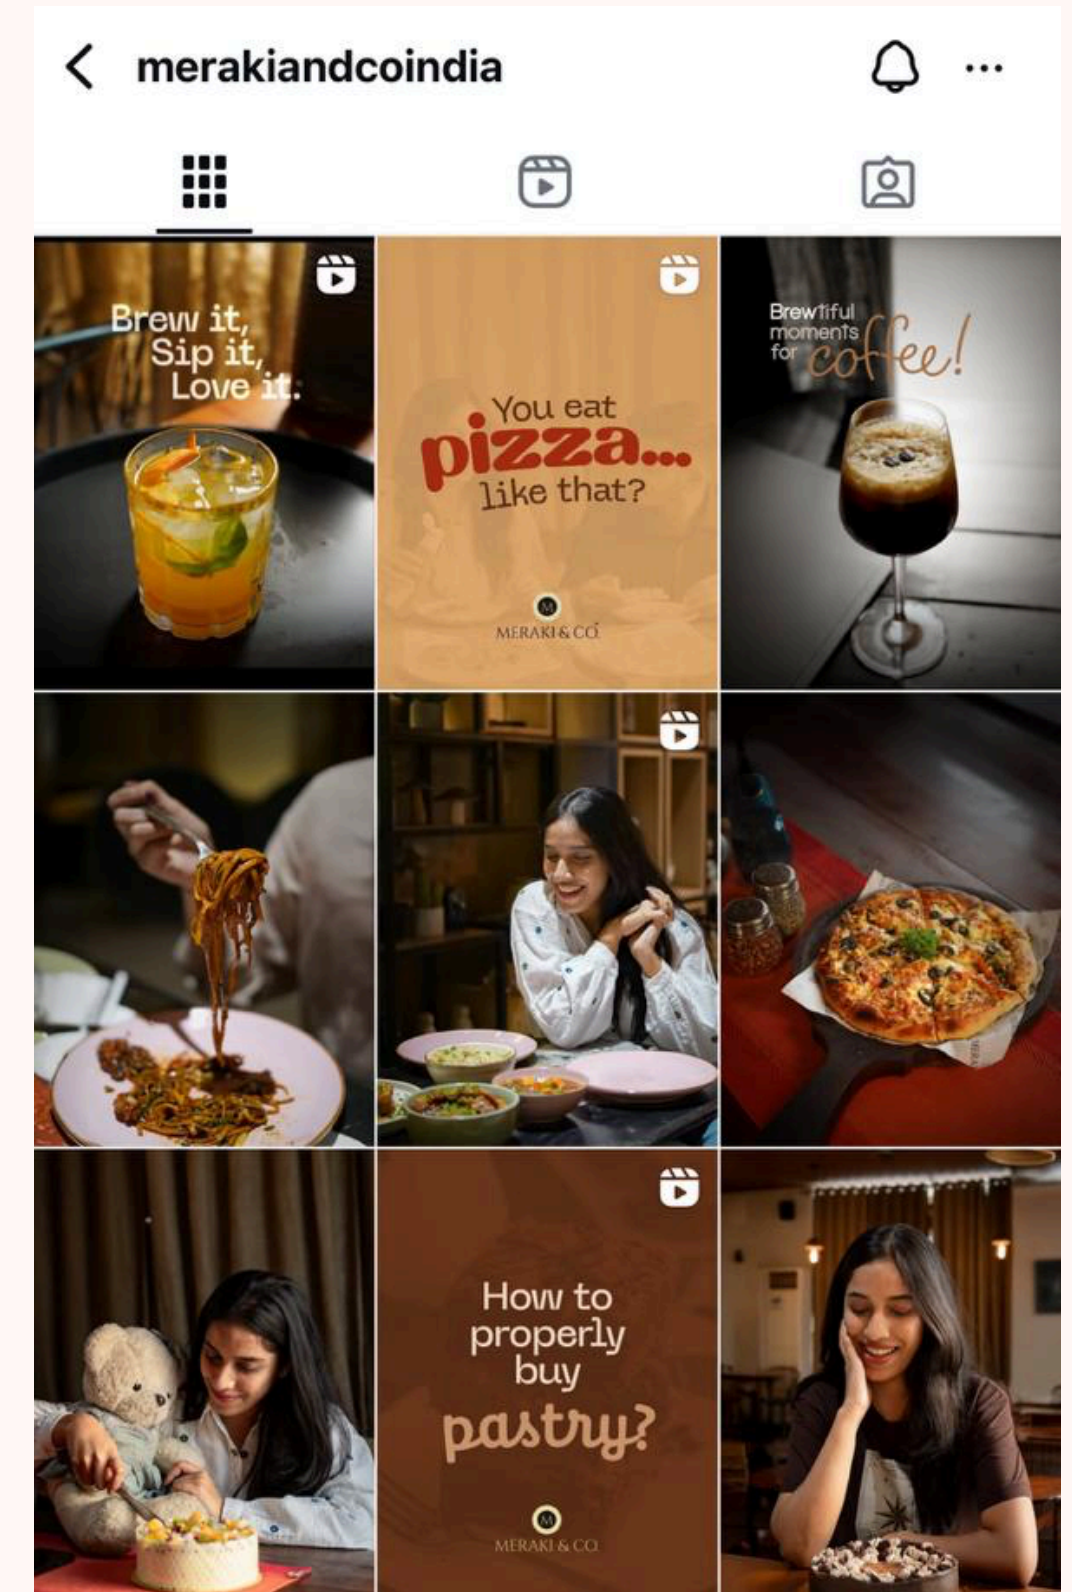 merakiandcoindia
Brew it,
Sip it,
Love it.
You eat
pizza...
like that?
M
MERAKI & CO.
Brewtiful
moments
for coffee!
How to
properly
buy
pastry?
M
MERAKI & CO.